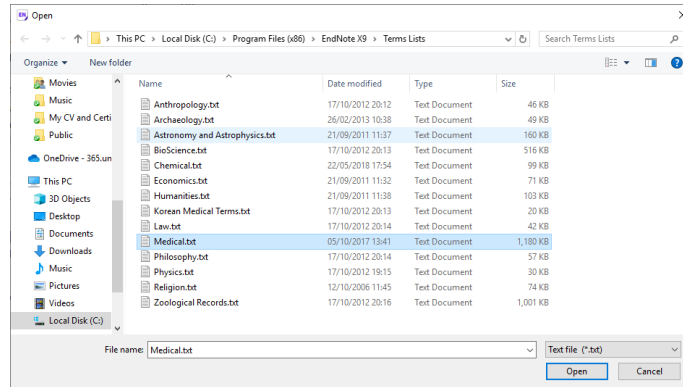 EN Open
This PC > Local Disk (C:) > Program Files (x86) > EndNote X9 > Terms Lists
Search Terms Lists
Organize New folder
Movies
Music
My CV and Certi
Public
OneDrive - 365.un
This PC
3D Objects
Desktop
Documents
Downloads
Music
Pictures
Videos
Local Disk (C:)
Name Date modified Type Size
Anthropology.txt 17/10/2012 20:12 Text Document 46 KB
Archaeology.txt 26/02/2013 10:38 Text Document 49 KB
Astronomy and Astrophysics.txt 21/09/2011 11:37 Text Document 160 KB
BioScience.txt 17/10/2012 20:13 Text Document 516 KB
Chemical.txt 22/05/2018 17:54 Text Document 99 KB
Economics.txt 21/09/2011 11:32 Text Document 71 KB
Humanities.txt 21/09/2011 11:38 Text Document 103 KB
Korean Medical Terms.txt 17/10/2012 20:13 Text Document 20 KB
Law.txt 17/10/2012 20:14 Text Document 42 KB
Medical.txt 05/10/2017 13:41 Text Document 1,180 KB
Philosophy.txt 17/10/2012 20:14 Text Document 57 KB
Physics.txt 17/10/2012 19:15 Text Document 30 KB
Religion.txt 12/10/2006 11:45 Text Document 74 KB
Zoological Records.txt 17/10/2012 20:16 Text Document 1,001 KB
File name: Medical.txt Text file (*.txt)
Open Cancel